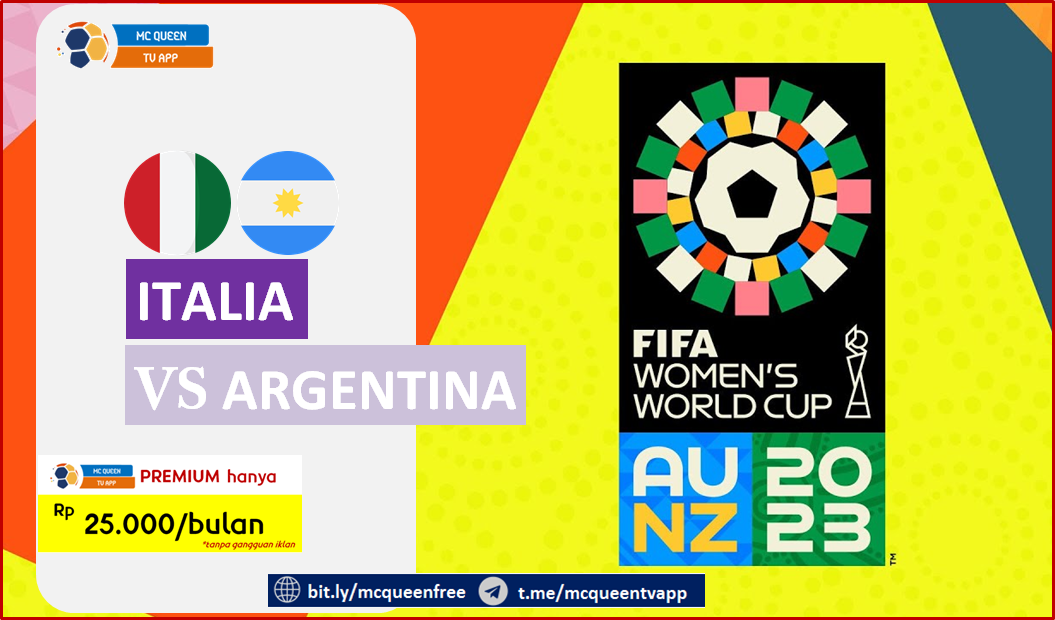 MC QUEEN
TV APP
ITALIA
VS ARGENTINA
MC QUEEN
TV APP
PREMIUM hanya
Rp 25.000/bulan
*tanpa gangguan iklan
bit.ly/mcqueenfree
t.me/mcqueentvapp
FIFA
WOMEN'S
WORLD CUP
AU 20
NZ 23
TM